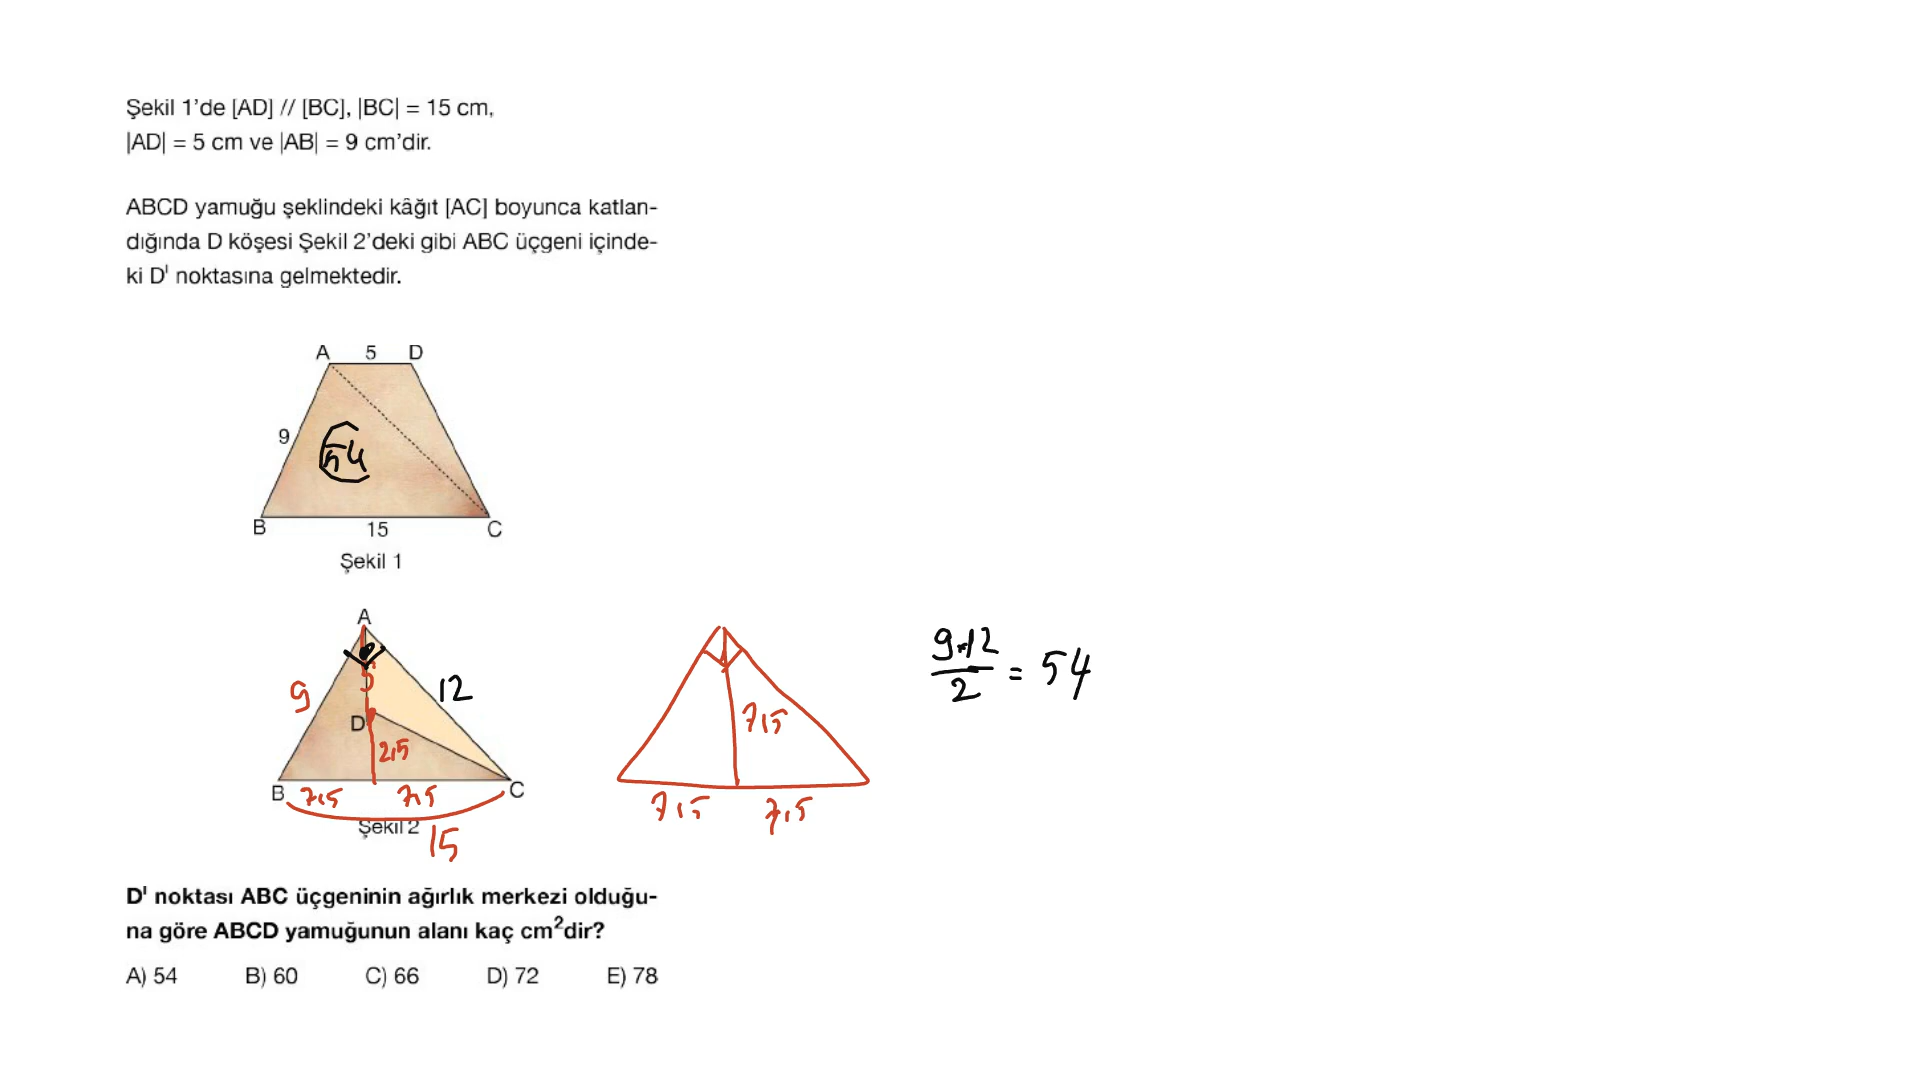 Şekil 1'de [AD] // [BC], |BC| = 15 cm,
|AD| = 5 cm ve |AB| = 9 cm'dir.
ABCD yamuğu şeklindeki kâğıt [AC] boyunca katlan-
dığında D köşesi Şekil 2'deki gibi ABC üçgeni içinde-
ki D' noktasına gelmektedir.
A 5 D
9
54
B 15 C
Şekil 1
A
5
9
12
D
2,5
B 7,5 7,5 C
Şekil 2
15
7,5
7,5 7,5
9.12
2
= 54
D' noktası ABC üçgeninin ağırlık merkezi olduğu-
na göre ABCD yamuğunun alanı kaç cm²dir?
A) 54 B) 60 C) 66 D) 72 E) 78